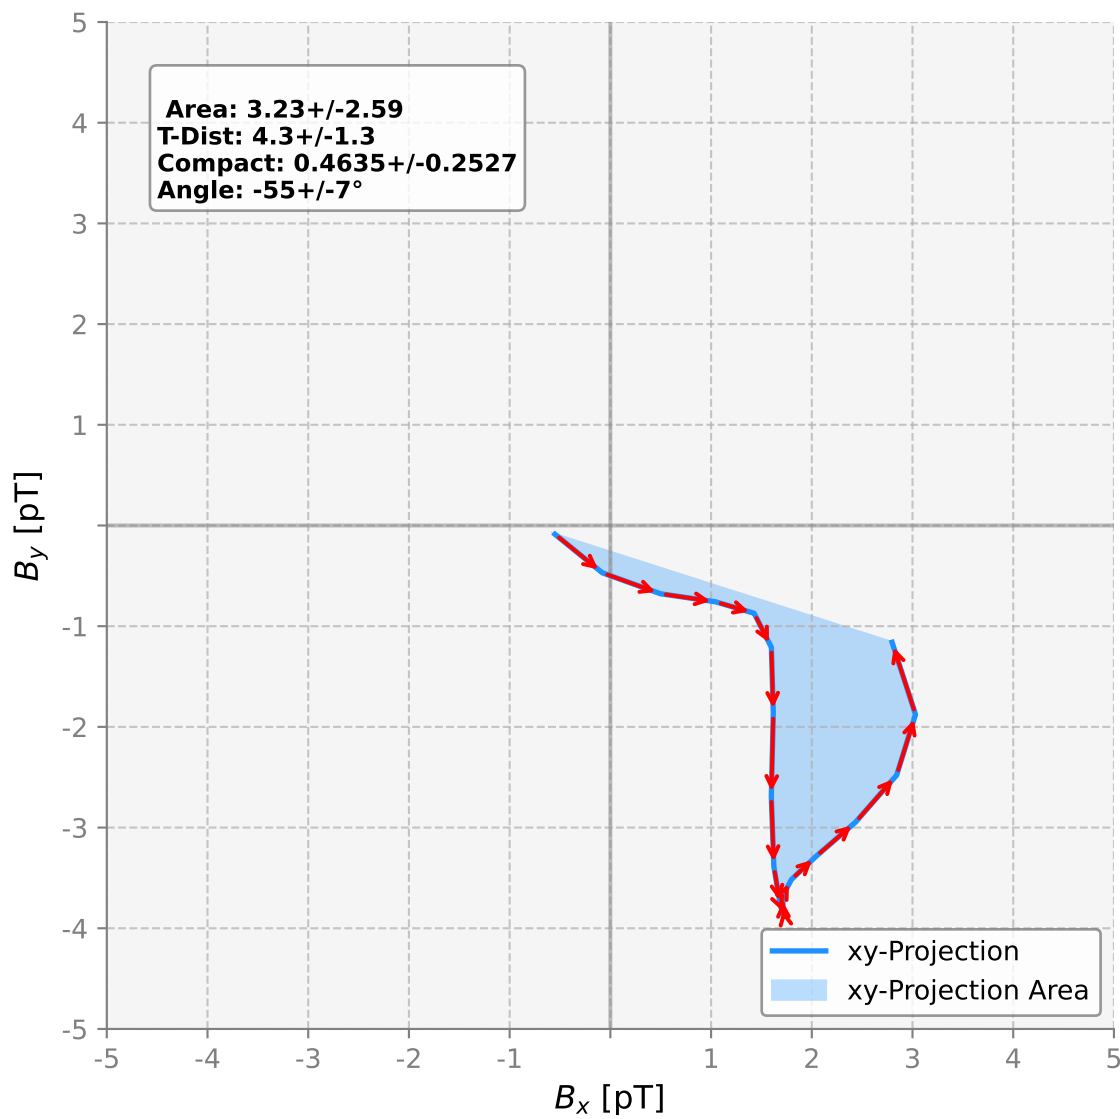 5
4
3
2
1
-1
-2
-3
-4
-5
-5
-4
-3
-2
-1
1
2
3
4
5
B_y [pT]
B_x [pT]
Area: 3.23+/-2.59
T-Dist: 4.3+/-1.3
Compact: 0.4635+/-0.2527
Angle: -55+/-7°
xy-Projection
xy-Projection Area